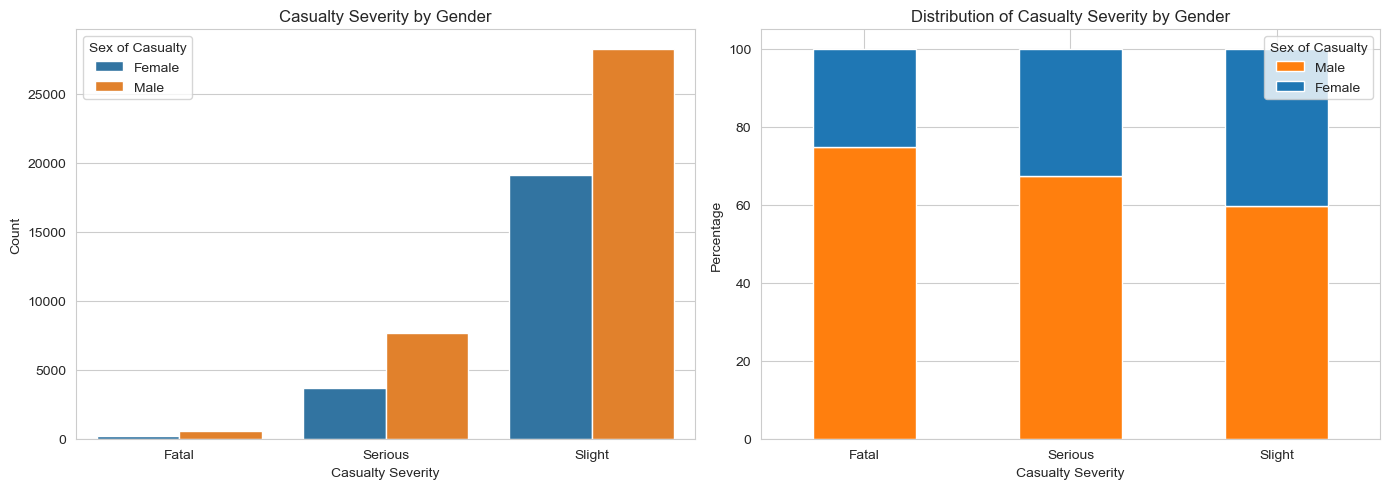 Casualty Severity by Gender
Sex of Casualty
Female
Male
25000
20000
15000
10000
5000
0
Count
Fatal
Serious
Slight
Casualty Severity
Distribution of Casualty Severity by Gender
Sex of Casualty
Male
Female
100
80
60
40
20
0
Percentage
Fatal
Serious
Slight
Casualty Severity